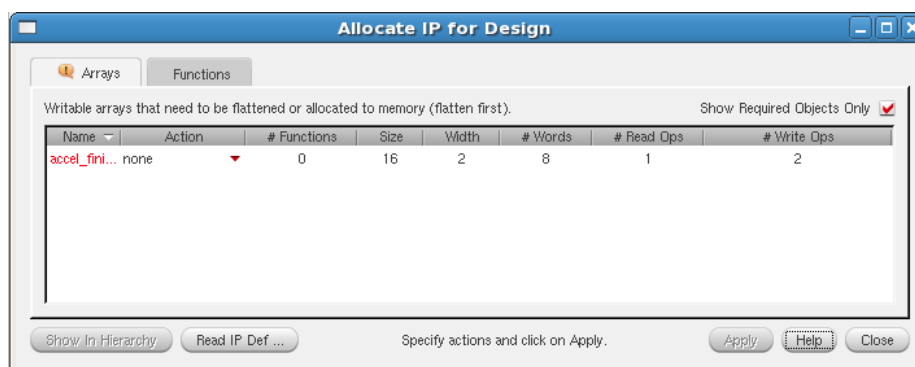 Allocate IP for Design
Arrays Functions
Writable arrays that need to be flattened or allocated to memory (flatten first). Show Required Objects Only
Name Action # Functions Size Width # Words # Read Ops # Write Ops
accel_fini... none 0 16 2 8 1 2
Show In Hierarchy Read IP Def ... Specify actions and click on Apply. Apply Help Close